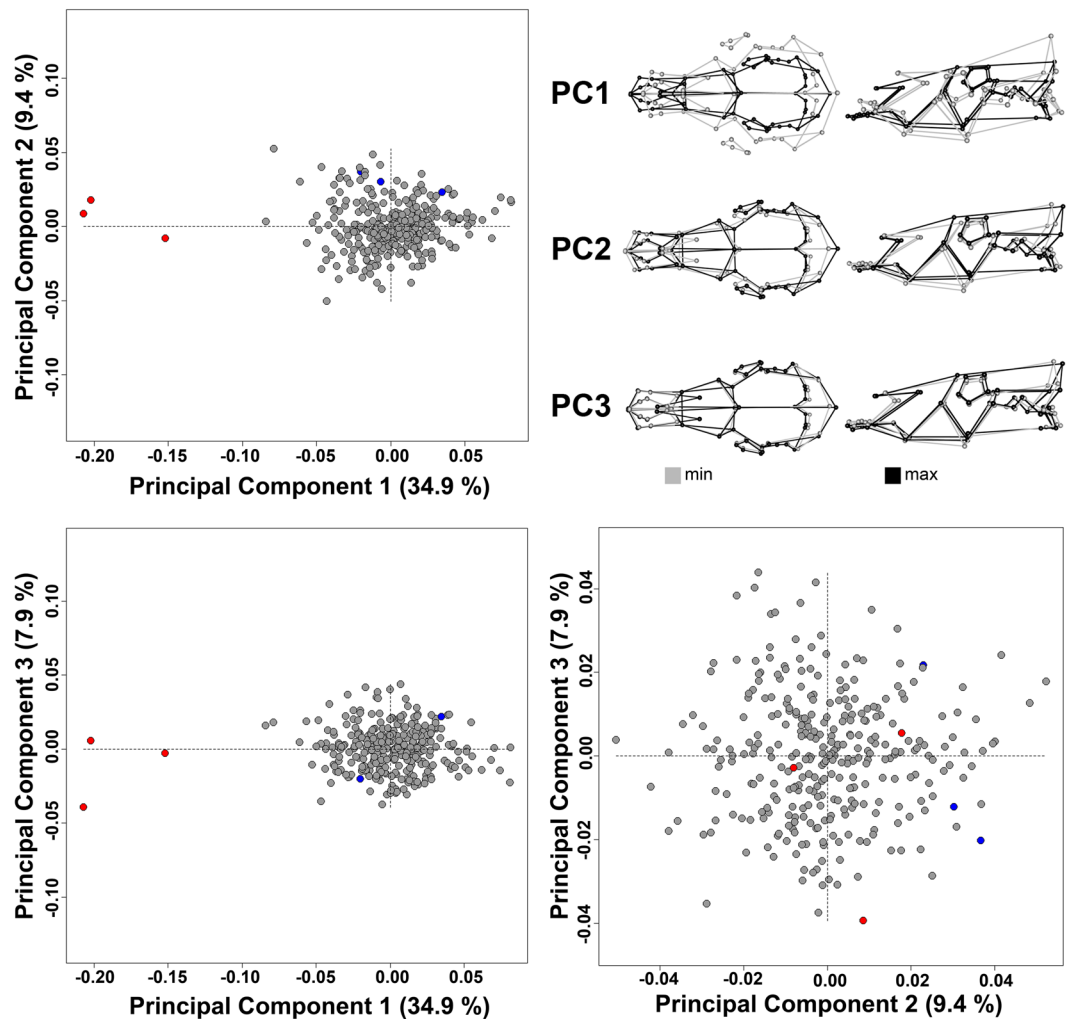 Principal Component 2 (9.4 %)
0.10
0.05
0.00
-0.05
-0.10
-0.20
-0.15
-0.10
-0.05
0.00
0.05
Principal Component 1 (34.9 %)
PC1
PC2
PC3
min
max
Principal Component 3 (7.9 %)
0.10
0.05
0.00
-0.05
-0.10
-0.20
-0.15
-0.10
-0.05
0.00
0.05
Principal Component 1 (34.9 %)
Principal Component 3 (7.9 %)
0.04
0.02
0.00
-0.02
-0.04
-0.04
-0.02
0.00
0.02
0.04
Principal Component 2 (9.4 %)